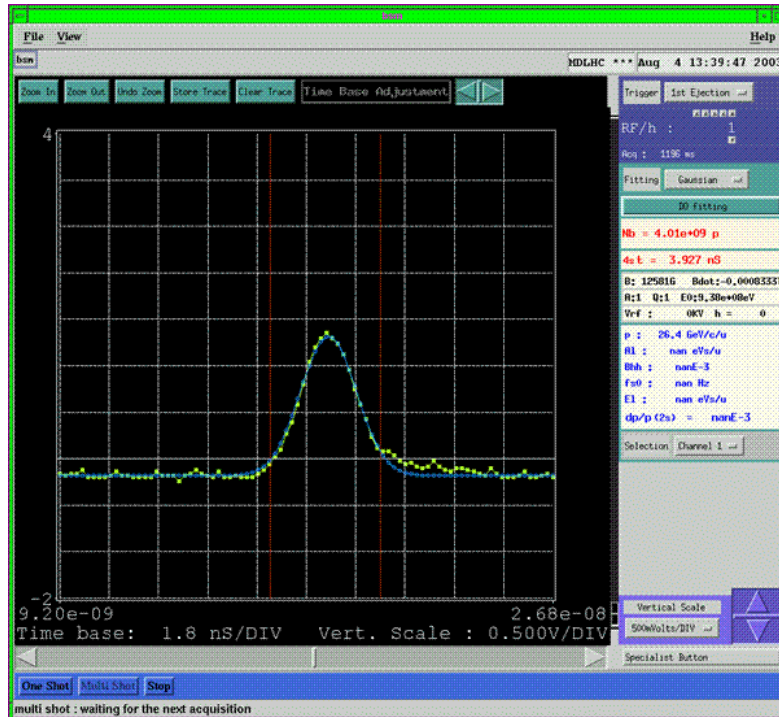 bsm
File View Help
bsm
MDLHC *** Aug 4 13:39:47 2003
Zoom In Zoom Out Undo Zoom Store Trace Clear Trace Time Base Adjustment
Trigger 1st Ejection
RF/h : 1
Acq : 1196 ms
Fitting Gaussian
DO Fitting
Nb = 4.01e+09 p
4st = 3.927 nS
B: 125816 Bdot:-0.0008333
A:1 Q:1 E0:9.38e+08eV
Vrf : 0KV h = 0
p : 26.4 GeV/c/u
Al : nan eVs/u
Bhh : nanE-3
fs0 : nan Hz
El : nan eVs/u
dp/p(2s) = nanE-3
Selection Channel 1
4
-2
9.20e-09 2.68e-08
Time base: 1.8 nS/DIV Vert. Scale : 0.500V/DIV
Vertical Scale
500mVolts/DIV
Specialist Button
One Shot Multi Shot Stop
multi shot : waiting for the next acquisition